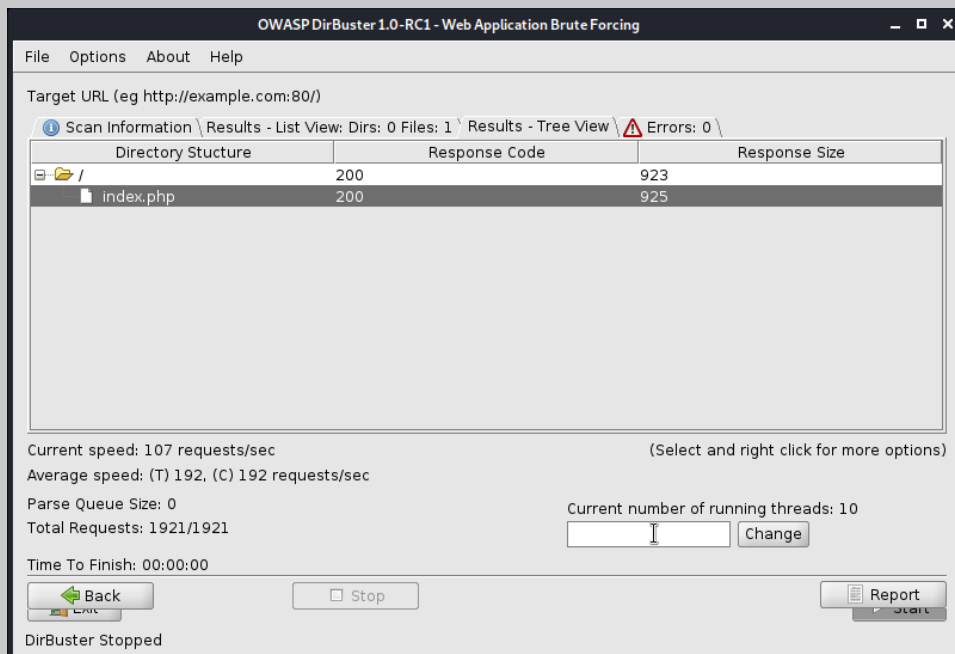 OWASP DirBuster 1.0-RC1 - Web Application Brute Forcing
File Options About Help
Target URL (eg http://example.com:80/)
Scan Information Results - List View: Dirs: 0 Files: 1 Results - Tree View Errors: 0
Directory Stucture Response Code Response Size
/ 200 923
index.php 200 925
Current speed: 107 requests/sec (Select and right click for more options)
Average speed: (T) 192, (C) 192 requests/sec
Parse Queue Size: 0
Current number of running threads: 10
Total Requests: 1921/1921
Change
Time To Finish: 00:00:00
Back Stop Report
Exit Start
DirBuster Stopped